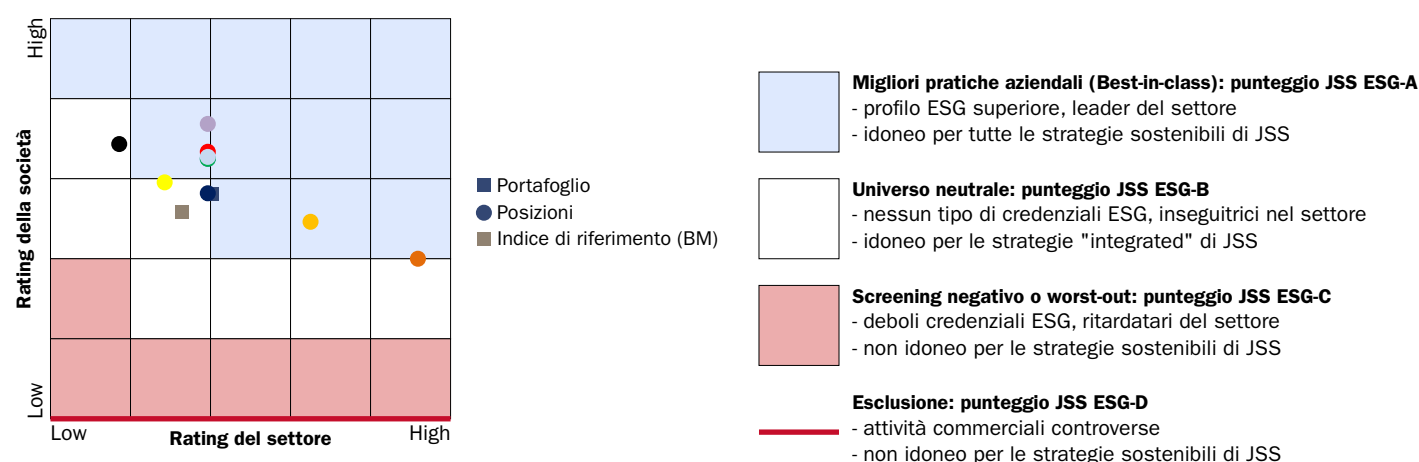 High
Rating della società
Low
Low
Rating del settore
High
Portafoglio
Posizioni
Indice di riferimento (BM)
Migliori pratiche aziendali (Best-in-class): punteggio JSS ESG-A
- profilo ESG superiore, leader del settore
- idoneo per tutte le strategie sostenibili di JSS
Universo neutrale: punteggio JSS ESG-B
- nessun tipo di credenziali ESG, inseguitrici nel settore
- idoneo per le strategie "integrated" di JSS
Screening negativo o worst-out: punteggio JSS ESG-C
- deboli credenziali ESG, ritardatari del settore
- non idoneo per le strategie sostenibili di JSS
Esclusione: punteggio JSS ESG-D
- attività commerciali controverse
- non idoneo per le strategie sostenibili di JSS